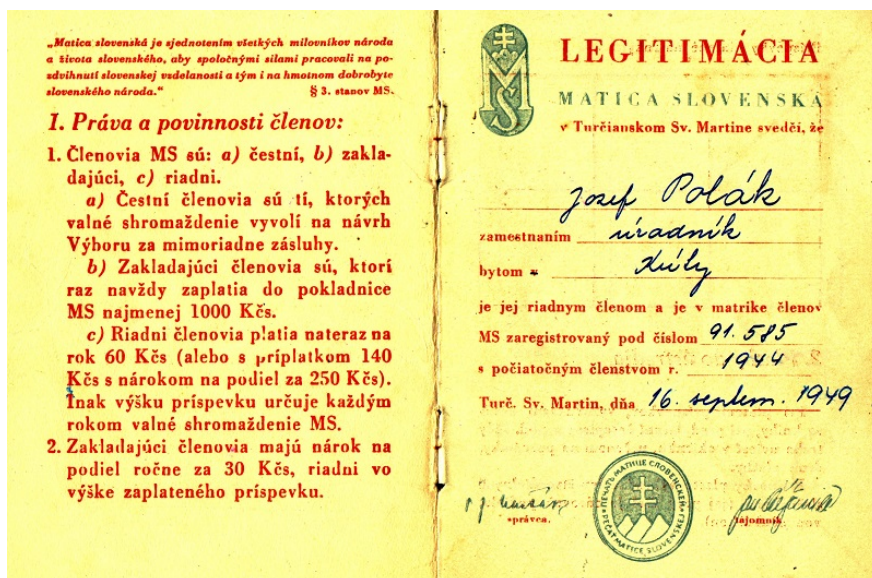 „Matica slovenská je sjednotením všetkých milovníkov národa
a života slovenského, aby spoločnými silami pracovali na po-
zdvihnutí slovenskej vzdelanosti a tým i na hmotnom dobrobyte
slovenského národa.“ § 3. stanov MS.
I. Práva a povinnosti členov:
1. Členovia MS sú: a) čestní, b) zakla-
dajúci, c) riadni.
a) Čestní členovia sú tí, ktorých
valné shromaždenie vyvolí na návrh
Výboru za mimoriadne zásluhy.
b) Zakladajúci členovia sú, ktorí
raz navždy zaplatia do pokladnice
MS najmenej 1000 Kčs.
c) Riadni členovia platia nateraz na
rok 60 Kčs (alebo s príplatkom 140
Kčs s nárokom na podiel za 250 Kčs).
Inak výšku príspevku určuje každým
rokom valné shromaždenie MS.
2. Zakladajúci členovia majú nárok na
podiel ročne za 30 Kčs, riadni vo
výške zaplateného príspevku.
MS
LEGITIMÁCIA
MATICA SLOVENSKÁ
v Turčianskom Sv. Martine svedčí, že
Jozef Polák
zamestnaním úradník
bytom v Kúty
je jej riadnym členom a je v matrike členov
MS zaregistrovaný pod číslom 91.585
s počiatočným členstvom r. 1944
Turč. Sv. Martin, dňa 16. septem. 1949
ПЕЧАТЬ МАТИЦЕ СЛОВЕНСКЕЙ
PEČAŤ MATICE SLOVENSKEJ
správca. tajomník.